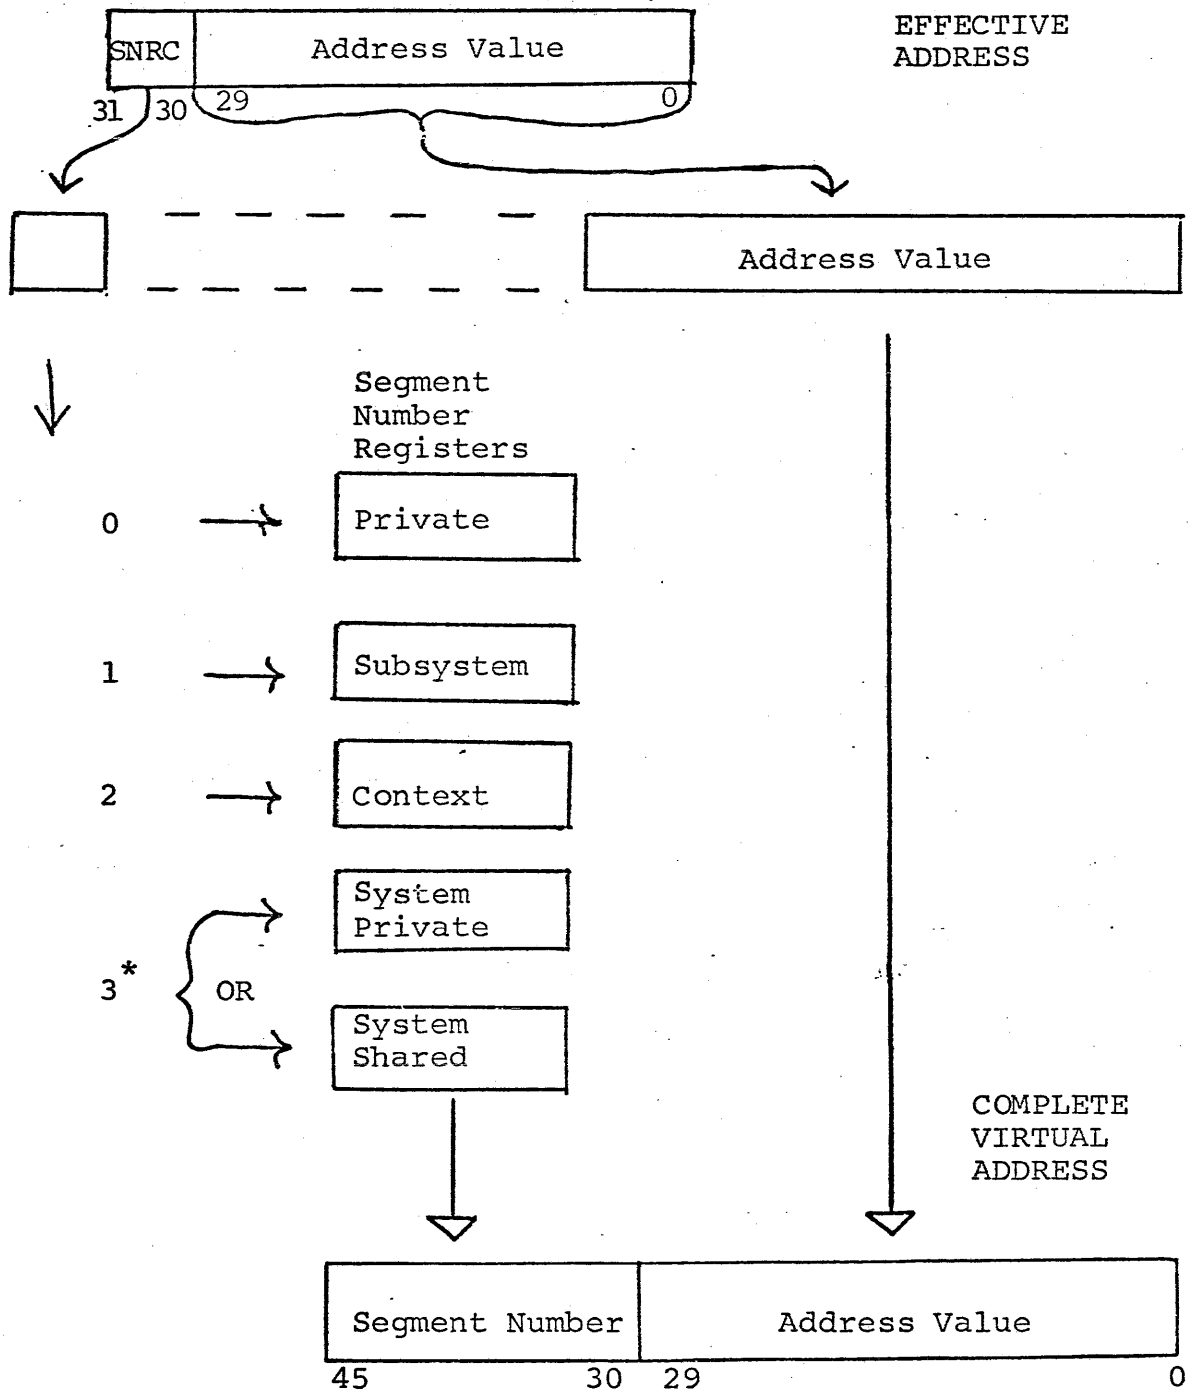 EFFECTIVE
ADDRESS
SNRC Address Value
31 30 29 0
Address Value
Segment
Number
Registers
0 Private
1 Subsystem
2 Context
System
Private
3* OR
System
Shared
COMPLETE
VIRTUAL
ADDRESS
Segment Number Address Value
45 30 29 0